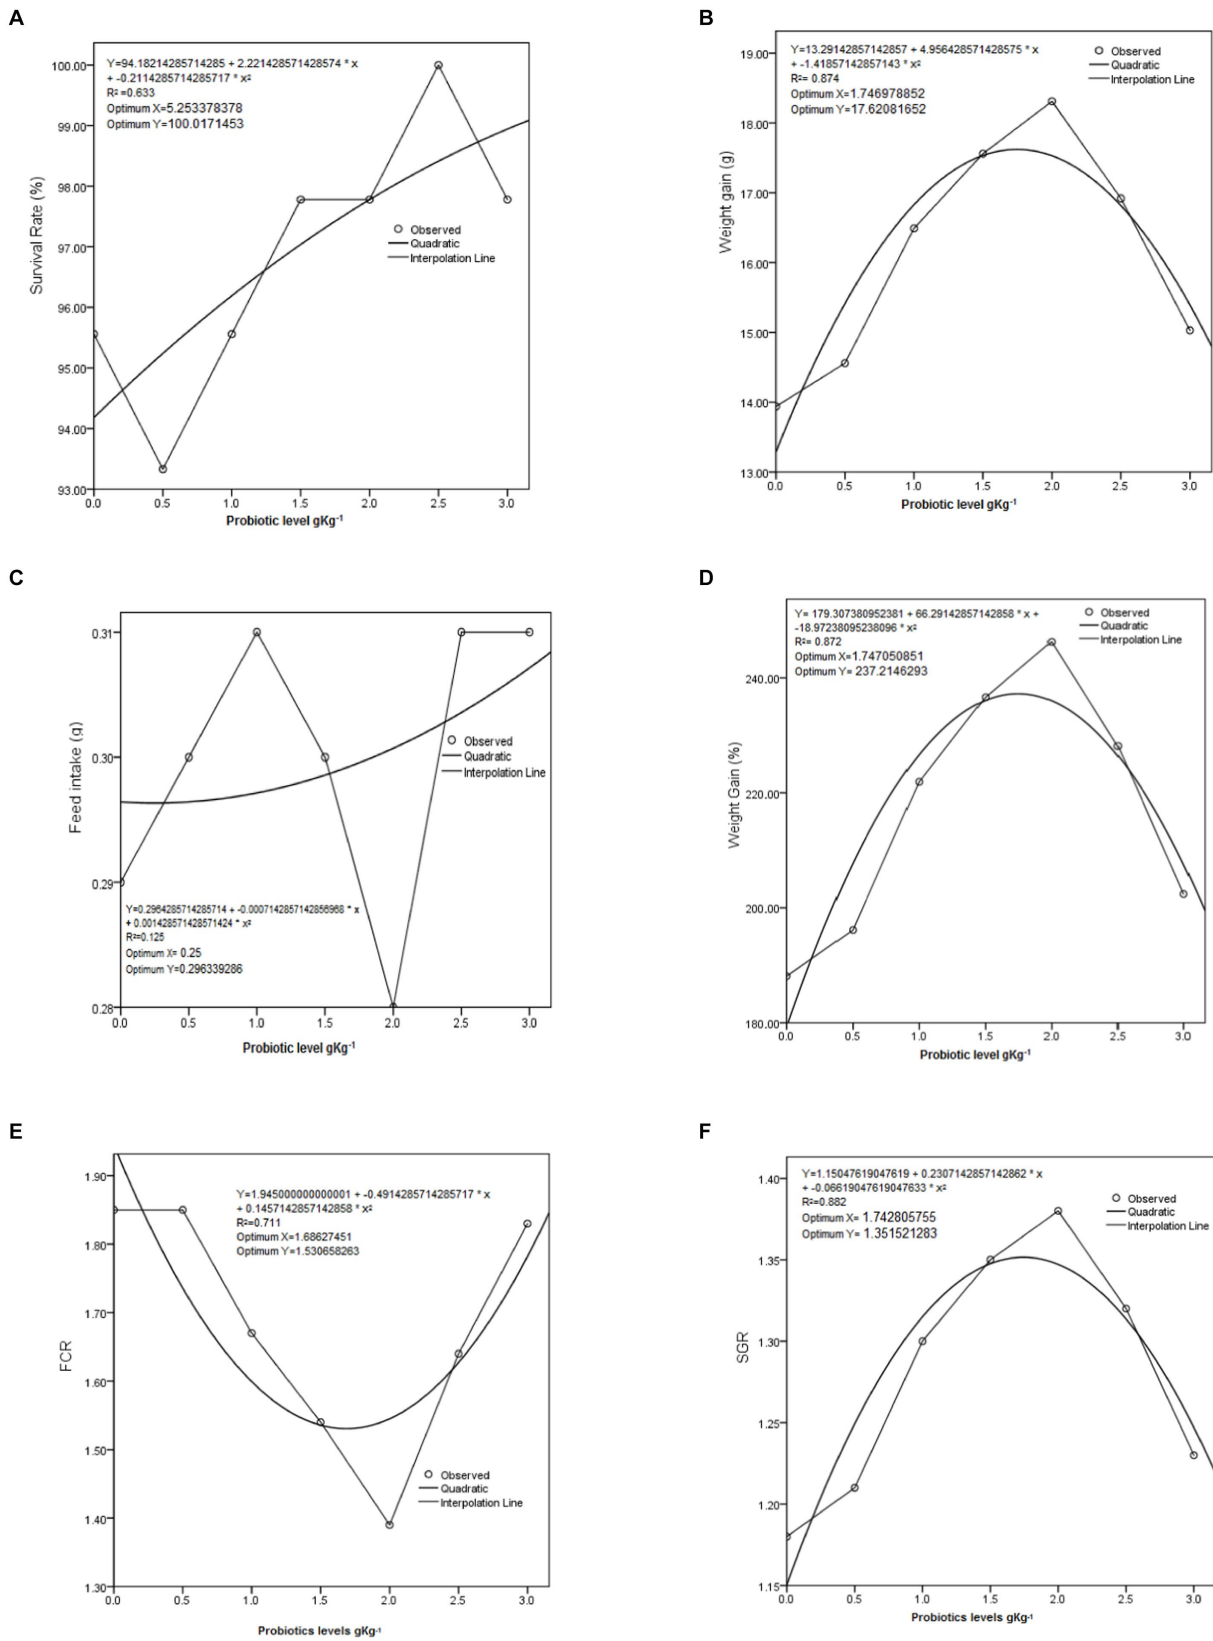 A
Y=94.18214285714285 + 2.221428571428574 * x
+ -0.2114285714285717 * x²
R² =0.633
Optimum X=5.253378378
Optimum Y=100.0171453
100.00
99.00
98.00
97.00
96.00
95.00
94.00
93.00
Survival Rate (%)
Observed
Quadratic
Interpolation Line
0.0 0.5 1.0 1.5 2.0 2.5 3.0
Probiotic level gKg-1
B
Y=13.29142857142857 + 4.956428571428575 * x
+ -1.41857142857143 * x²
R²= 0.874
Optimum X=1.746978852
Optimum Y=17.62081652
Observed
Quadratic
Interpolation Line
19.00
18.00
17.00
16.00
15.00
14.00
13.00
Weight gain (g)
0.0 0.5 1.0 1.5 2.0 2.5 3.0
Probiotic level gKg-1
C
0.31
0.30
0.29
0.28
Feed intake (g)
Observed
Quadratic
Interpolation Line
Y=0.2964285714285714 + -0.0007142857142856968 * x
+ 0.001428571428571424 * x²
R²=0.125
Optimum X= 0.25
Optimum Y=0.296339286
0.0 0.5 1.0 1.5 2.0 2.5 3.0
Probiotic level gKg-1
D
Y= 179.307380952381 + 66.29142857142858 * x +
-18.97238095238096 * x²
R²= 0.872
Optimum X=1.747050851
Optimum Y= 237.2146293
Observed
Quadratic
Interpolation Line
240.00
220.00
200.00
180.00
Weight Gain (%)
0.0 0.5 1.0 1.5 2.0 2.5 3.0
Probiotic level gKg-1
E
Y=1.945000000000001 + -0.4914285714285717 * x
+ 0.1457142857142858 * x²
R²=0.711
Optimum X=1.68627451
Optimum Y=1.530658263
1.90
1.80
1.70
1.60
1.50
1.40
1.30
FCR
Observed
Quadratic
Interpolation Line
0.0 0.5 1.0 1.5 2.0 2.5 3.0
Probiotics levels gKg-1
F
Y=1.15047619047619 + 0.2307142857142862 * x
+ -0.06619047619047633 * x²
R²=0.882
Optimum X= 1.742805755
Optimum Y= 1.351521283
Observed
Quadratic
Interpolation Line
1.40
1.35
1.30
1.25
1.20
1.15
SGR
0.0 0.5 1.0 1.5 2.0 2.5 3.0
Probiotics levels gKg-1